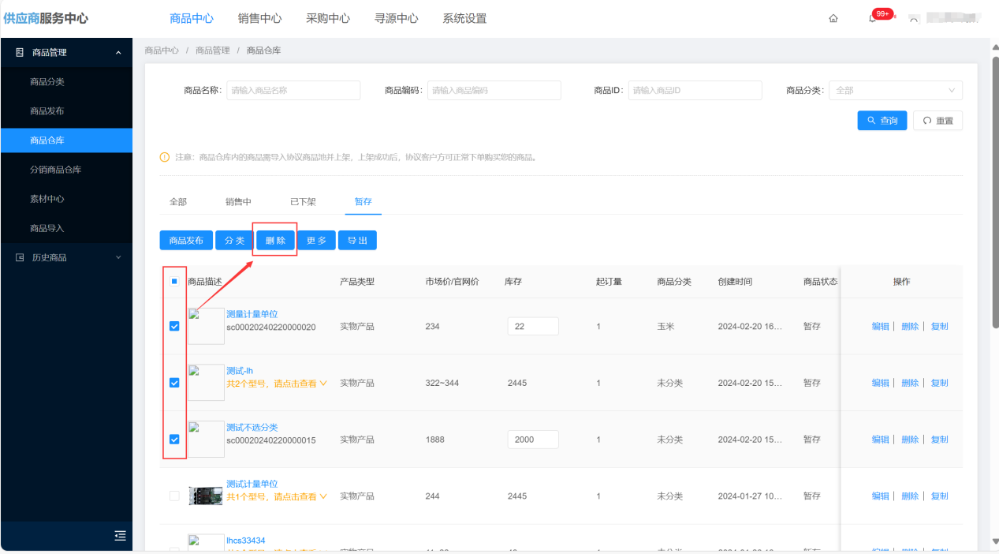 供应商服务中心 商品中心 销售中心 采购中心 寻源中心 系统设置 99+
商品管理
商品分类
商品发布
商品仓库
分销商品仓库
素材中心
商品导入
历史商品
商品中心 / 商品管理 / 商品仓库
商品名称: 请输入商品名称 商品编码: 请输入商品编码 商品ID: 请输入商品ID 商品分类: 全部
查询 重置
注意：商品仓库内的商品需导入协议商品池并上架，上架成功后，协议客户方可正常下单购买您的商品。
全部 销售中 已下架 暂存
商品发布 分类 删除 更多 导出
商品描述 产品类型 市场价/官网价 库存 起订量 商品分类 创建时间 商品状态 操作
测量计量单位
sc00020240220000020 实物产品 234 22 1 玉米 2024-02-20 16... 暂存 编辑 | 删除 | 复制
测试-lh
共2个型号，请点击查看 实物产品 322~344 2445 1 未分类 2024-02-20 15... 暂存 编辑 | 删除 | 复制
测试不选分类
sc00020240220000015 实物产品 1888 2000 1 未分类 2024-02-20 15... 暂存 编辑 | 删除 | 复制
测试计量单位
共1个型号，请点击查看 实物产品 244 2445 1 未分类 2024-01-27 10... 暂存 编辑 | 删除 | 复制
lhcs33434